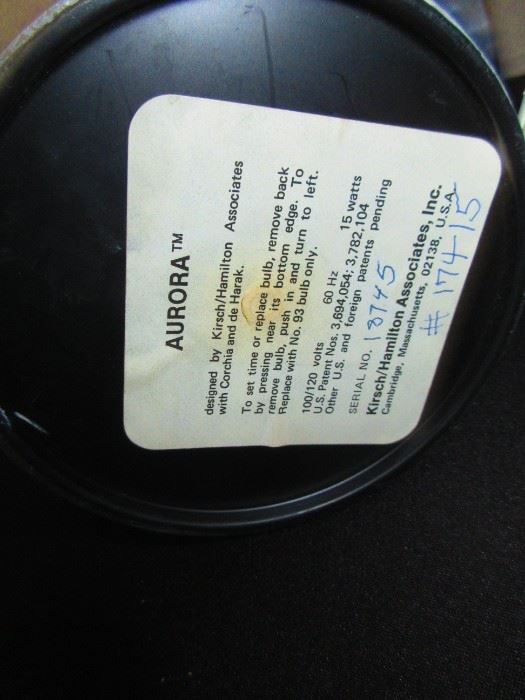 AURORA™
designed by Kirsch/Hamilton Associates
with Corchia and de Harak.
To set time or replace bulb, remove back
by pressing near its bottom edge. To
remove bulb, push in and turn to left.
Replace with No. 93 bulb only.
100/120 volts 60 Hz 15 watts
U.S. Patent Nos. 3,694,054; 3,782,104
Other U.S. and foreign patents pending
SERIAL NO. 18745
Kirsch/Hamilton Associates, Inc.
Cambridge, Massachusetts, 02138, U.S.A.
# 17415